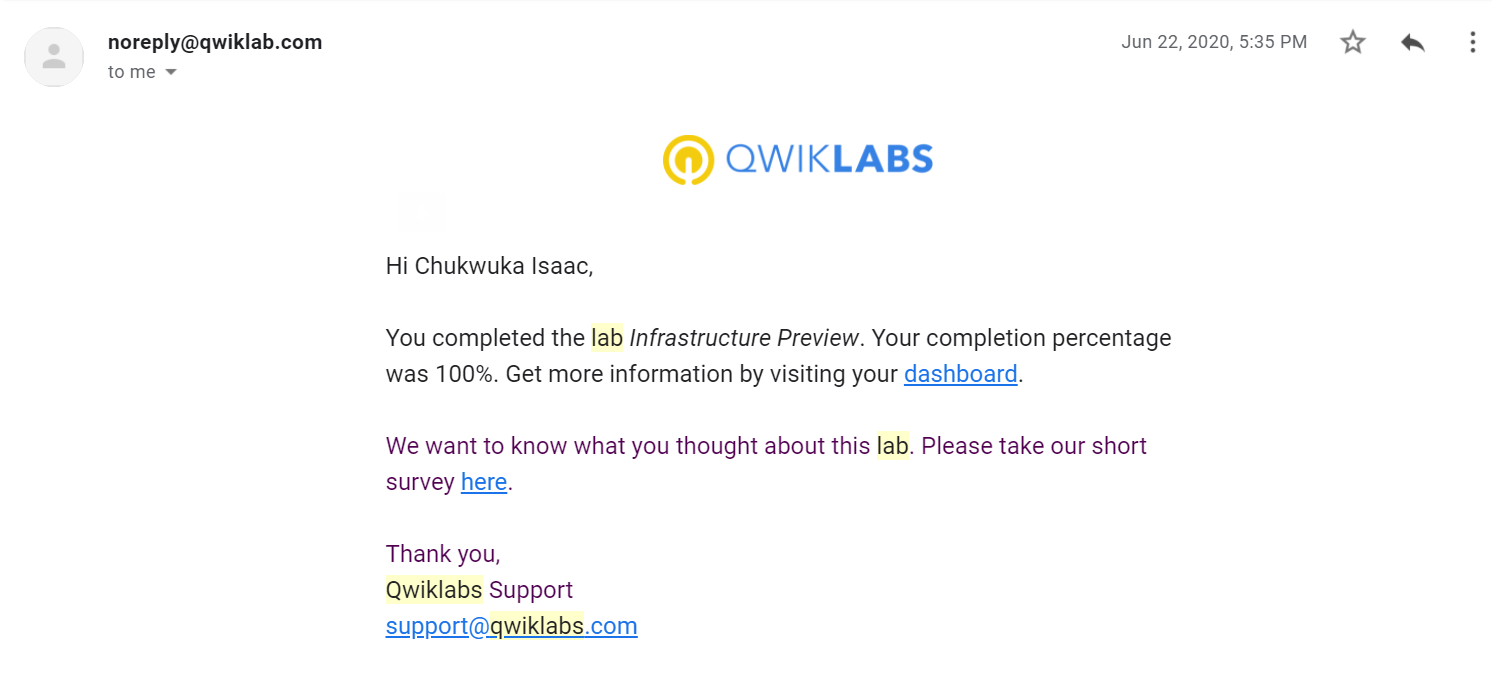 noreply@qwiklab.com
Jun 22, 2020, 5:35 PM
to me
QWIKLABS
Hi Chukwuka Isaac,
You completed the lab Infrastructure Preview. Your completion percentage
was 100%. Get more information by visiting your dashboard.
We want to know what you thought about this lab. Please take our short
survey here.
Thank you,
Qwiklabs Support
support@qwiklabs.com